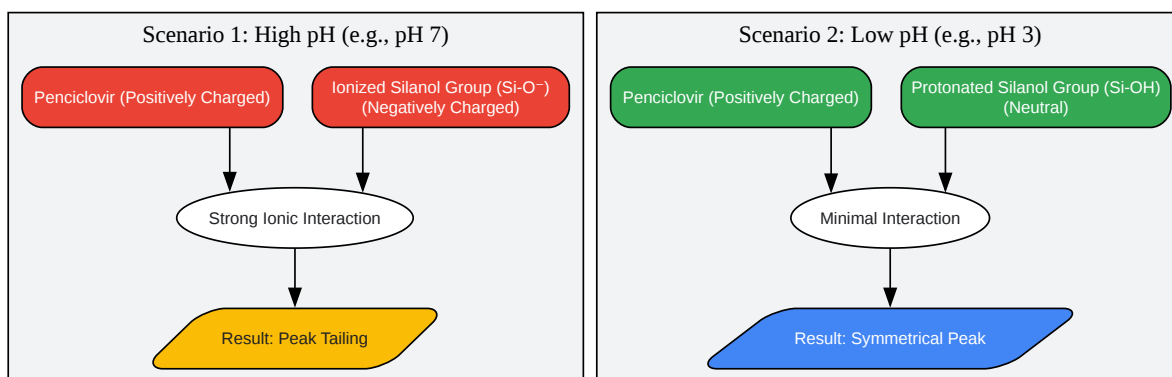 Scenario 1: High pH (e.g., pH 7)
Penciclovir (Positively Charged)
Ionized Silanol Group (Si-O⁻)
(Negatively Charged)
Strong Ionic Interaction
Result: Peak Tailing
Scenario 2: Low pH (e.g., pH 3)
Penciclovir (Positively Charged)
Protonated Silanol Group (Si-OH)
(Neutral)
Minimal Interaction
Result: Symmetrical Peak